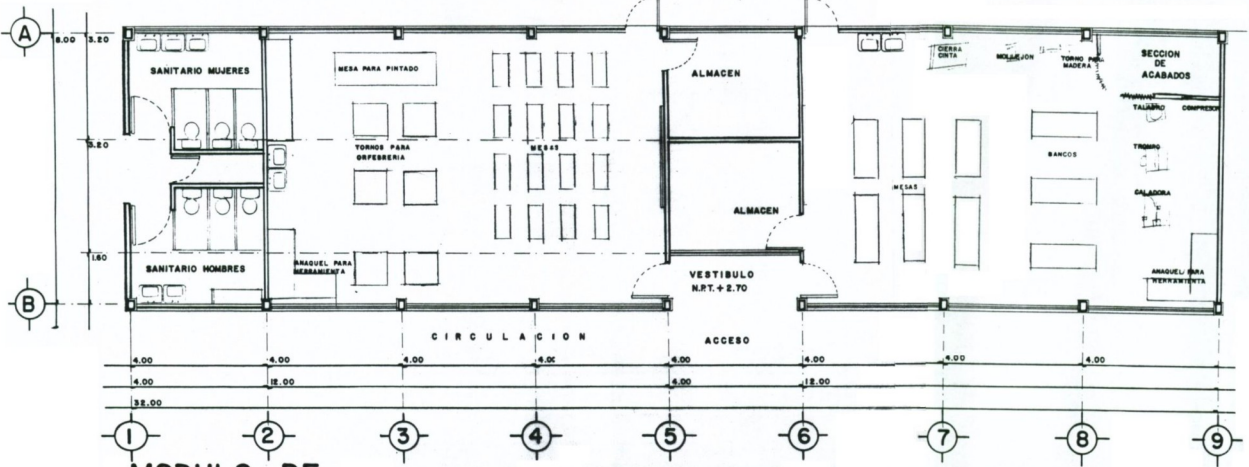 A
8.00
3.20
SANITARIO MUJERES
MESA PARA PINTADO
ALMACEN
CIERRA
CINTA
MOLLEJON
TORNO PARA
MADERA
SECCION
DE
ACABADOS
TALADRO
COMPRESOR
3.20
TORNOS PARA
ORFEBRERIA
MESAS
BANCOS
TROMPO
MESAS
CALADORA
ALMACEN
1.60
SANITARIO HOMBRES
ANAQUEL PARA
HERRAMIENTA
VESTIBULO
N.P.T. + 2.70
ANAQUEL PARA
HERRAMIENTA
B
CIRCULACION
ACCESO
4.00 4.00 4.00 4.00 4.00 4.00 4.00 4.00
4.00 12.00 4.00 12.00
32.00
1 2 3 4 5 6 7 8 9
MODULO DE